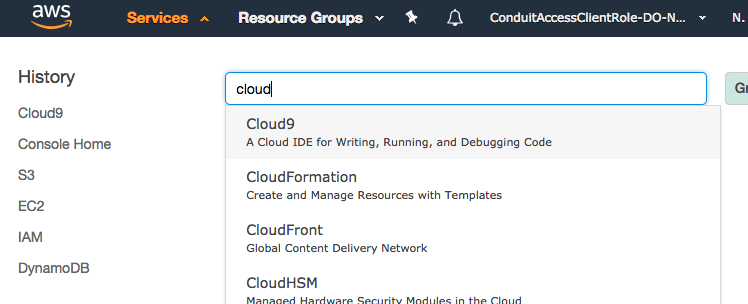 aws
Services
Resource Groups
ConduitAccessClientRole-DO-N...
N.
History
Cloud9
Console Home
S3
EC2
IAM
DynamoDB
cloud
Gr
Cloud9
A Cloud IDE for Writing, Running, and Debugging Code
CloudFormation
Create and Manage Resources with Templates
CloudFront
Global Content Delivery Network
CloudHSM
Managed Hardware Security Modules in the Cloud